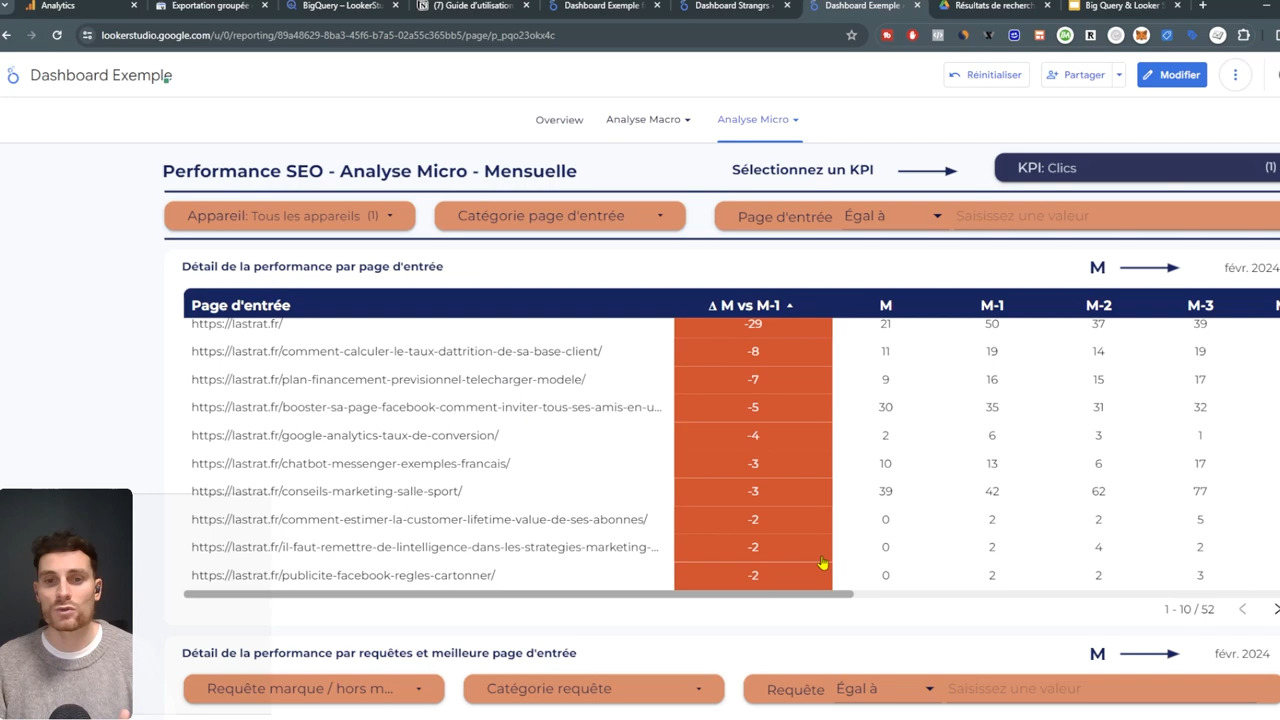 Analytics
Exportation groupée
BigQuery – LookerStu
(7) Guide d'utilisation
Dashboard Exemple
Dashboard Strangrs -
Dashboard Exemple
Résultats de recherch
Big Query & Looker S
lookerstudio.google.com/u/0/reporting/89a48629-8ba3-45f6-b7a5-02a55c365bb5/page/p_pqo23okx4c
Dashboard Exemple
Réinitialiser
Partager
Modifier
Overview
Analyse Macro
Analyse Micro
Performance SEO - Analyse Micro - Mensuelle
Sélectionnez un KPI
KPI: Clics (1)
Appareil: Tous les appareils (1)
Catégorie page d'entrée
Page d'entrée Égal à Saisissez une valeur
Détail de la performance par page d'entrée
M
févr. 2024
Page d'entrée Δ M vs M-1 M M-1 M-2 M-3
https://lastrat.fr/ -29 21 50 37 39
https://lastrat.fr/comment-calculer-le-taux-dattrition-de-sa-base-client/ -8 11 19 14 19
https://lastrat.fr/plan-financement-previsionnel-telecharger-modele/ -7 9 16 15 17
https://lastrat.fr/booster-sa-page-facebook-comment-inviter-tous-ses-amis-en-u... -5 30 35 31 32
https://lastrat.fr/google-analytics-taux-de-conversion/ -4 2 6 3 1
https://lastrat.fr/chatbot-messenger-exemples-francais/ -3 10 13 6 17
https://lastrat.fr/conseils-marketing-salle-sport/ -3 39 42 62 77
https://lastrat.fr/comment-estimer-la-customer-lifetime-value-de-ses-abonnes/ -2 0 2 2 5
https://lastrat.fr/il-faut-remettre-de-lintelligence-dans-les-strategies-marketing-... -2 0 2 4 2
https://lastrat.fr/publicite-facebook-regles-cartonner/ -2 0 2 2 3
1 - 10 / 52
Détail de la performance par requêtes et meilleure page d'entrée
M
févr. 2024
Requête marque / hors m...
Catégorie requête
Requête Égal à Saisissez une valeur